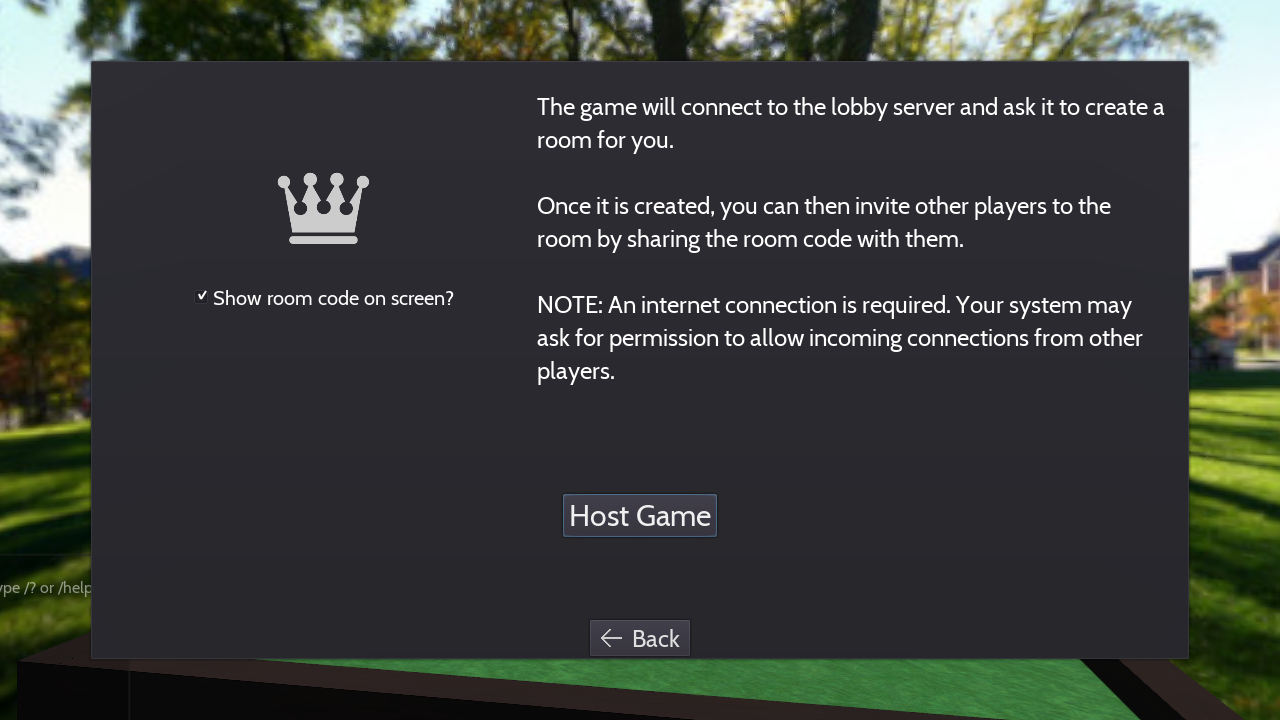 The game will connect to the lobby server and ask it to create a
room for you.
Once it is created, you can then invite other players to the
room by sharing the room code with them.
Show room code on screen?
NOTE: An internet connection is required. Your system may
ask for permission to allow incoming connections from other
players.
Host Game
/? or /help
Back